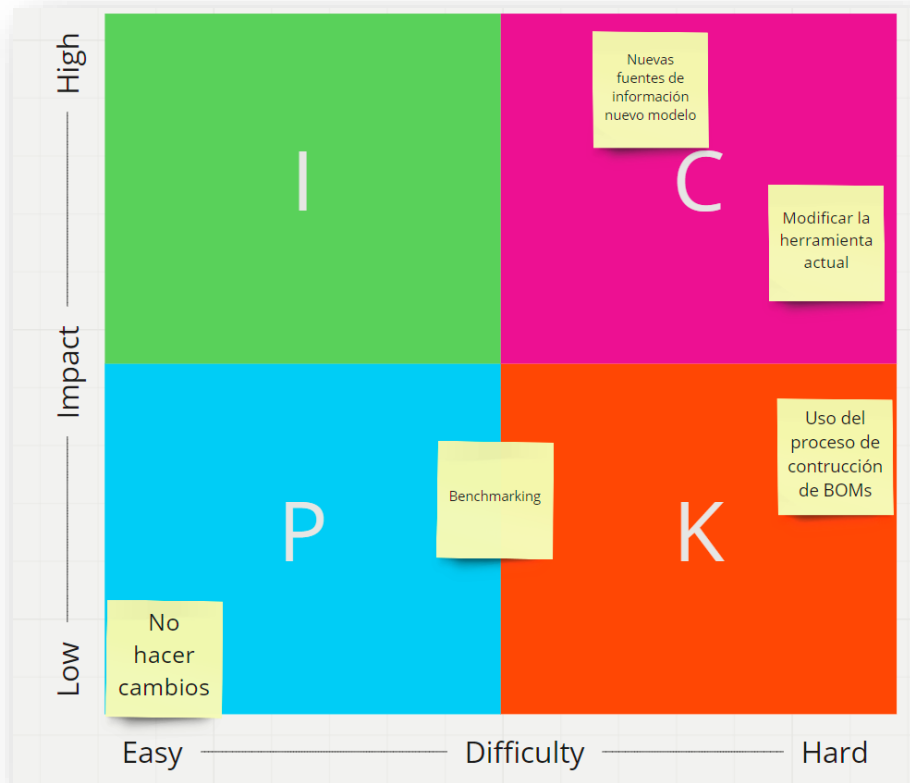 High
Impact
Low
I
C
P
K
Nuevas
fuentes de
información
nuevo modelo
Modificar la
herramienta
actual
Benchmarking
Uso del
proceso de
contrucción
de BOMs
No
hacer
cambios
Easy
Difficulty
Hard